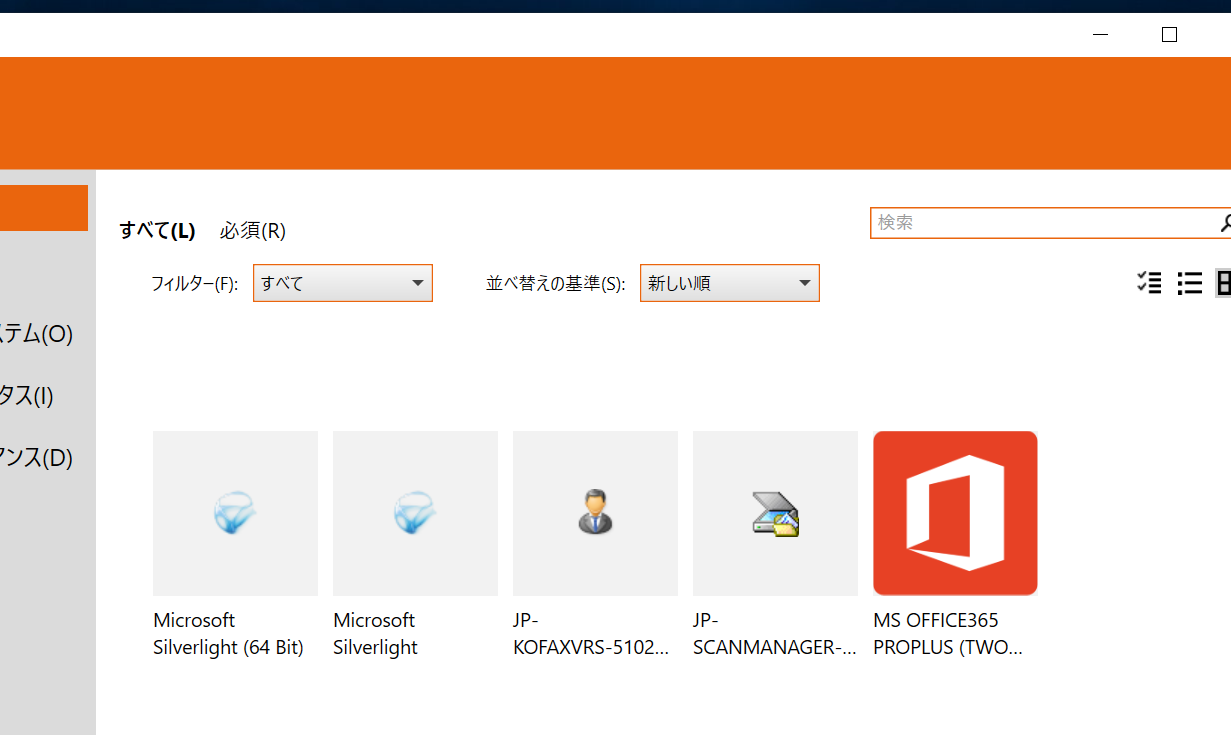 すべて(L) 必須(R)
検索
フィルター(F): すべて 並べ替えの基準(S): 新しい順
テム(O)
タス(I)
アンス(D)
Microsoft
Silverlight (64 Bit)
Microsoft
Silverlight
JP-
KOFAXVRS-5102...
JP-
SCANMANAGER-...
MS OFFICE365
PROPLUS (TWO...